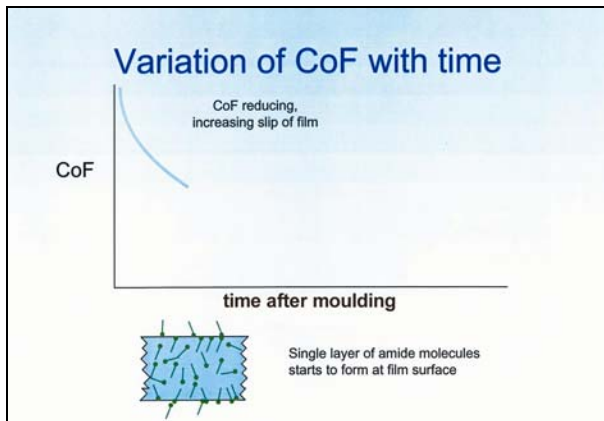 Variation of CoF with time
CoF reducing,
increasing slip of film
CoF
time after moulding
Single layer of amide molecules
starts to form at film surface